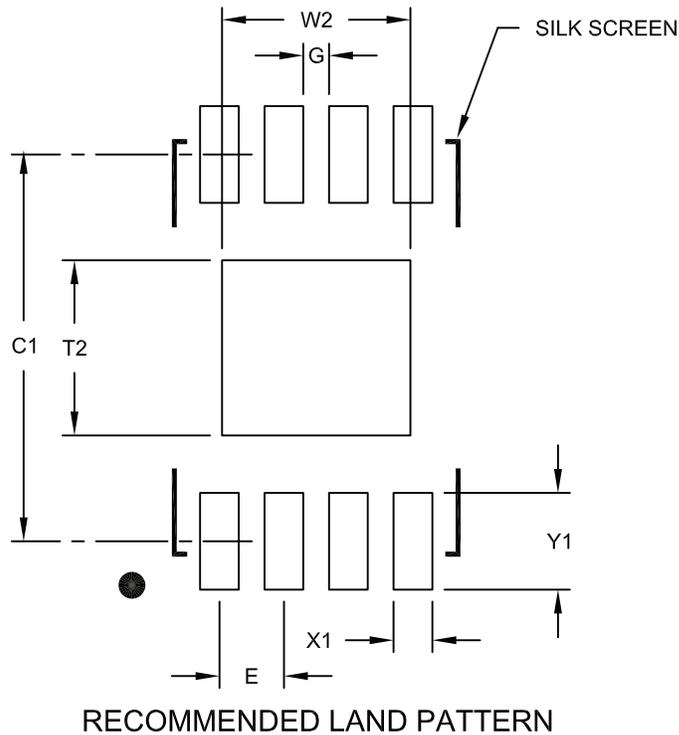 W2
SILK SCREEN
G
C1
T2
Y1
X1
E
RECOMMENDED LAND PATTERN